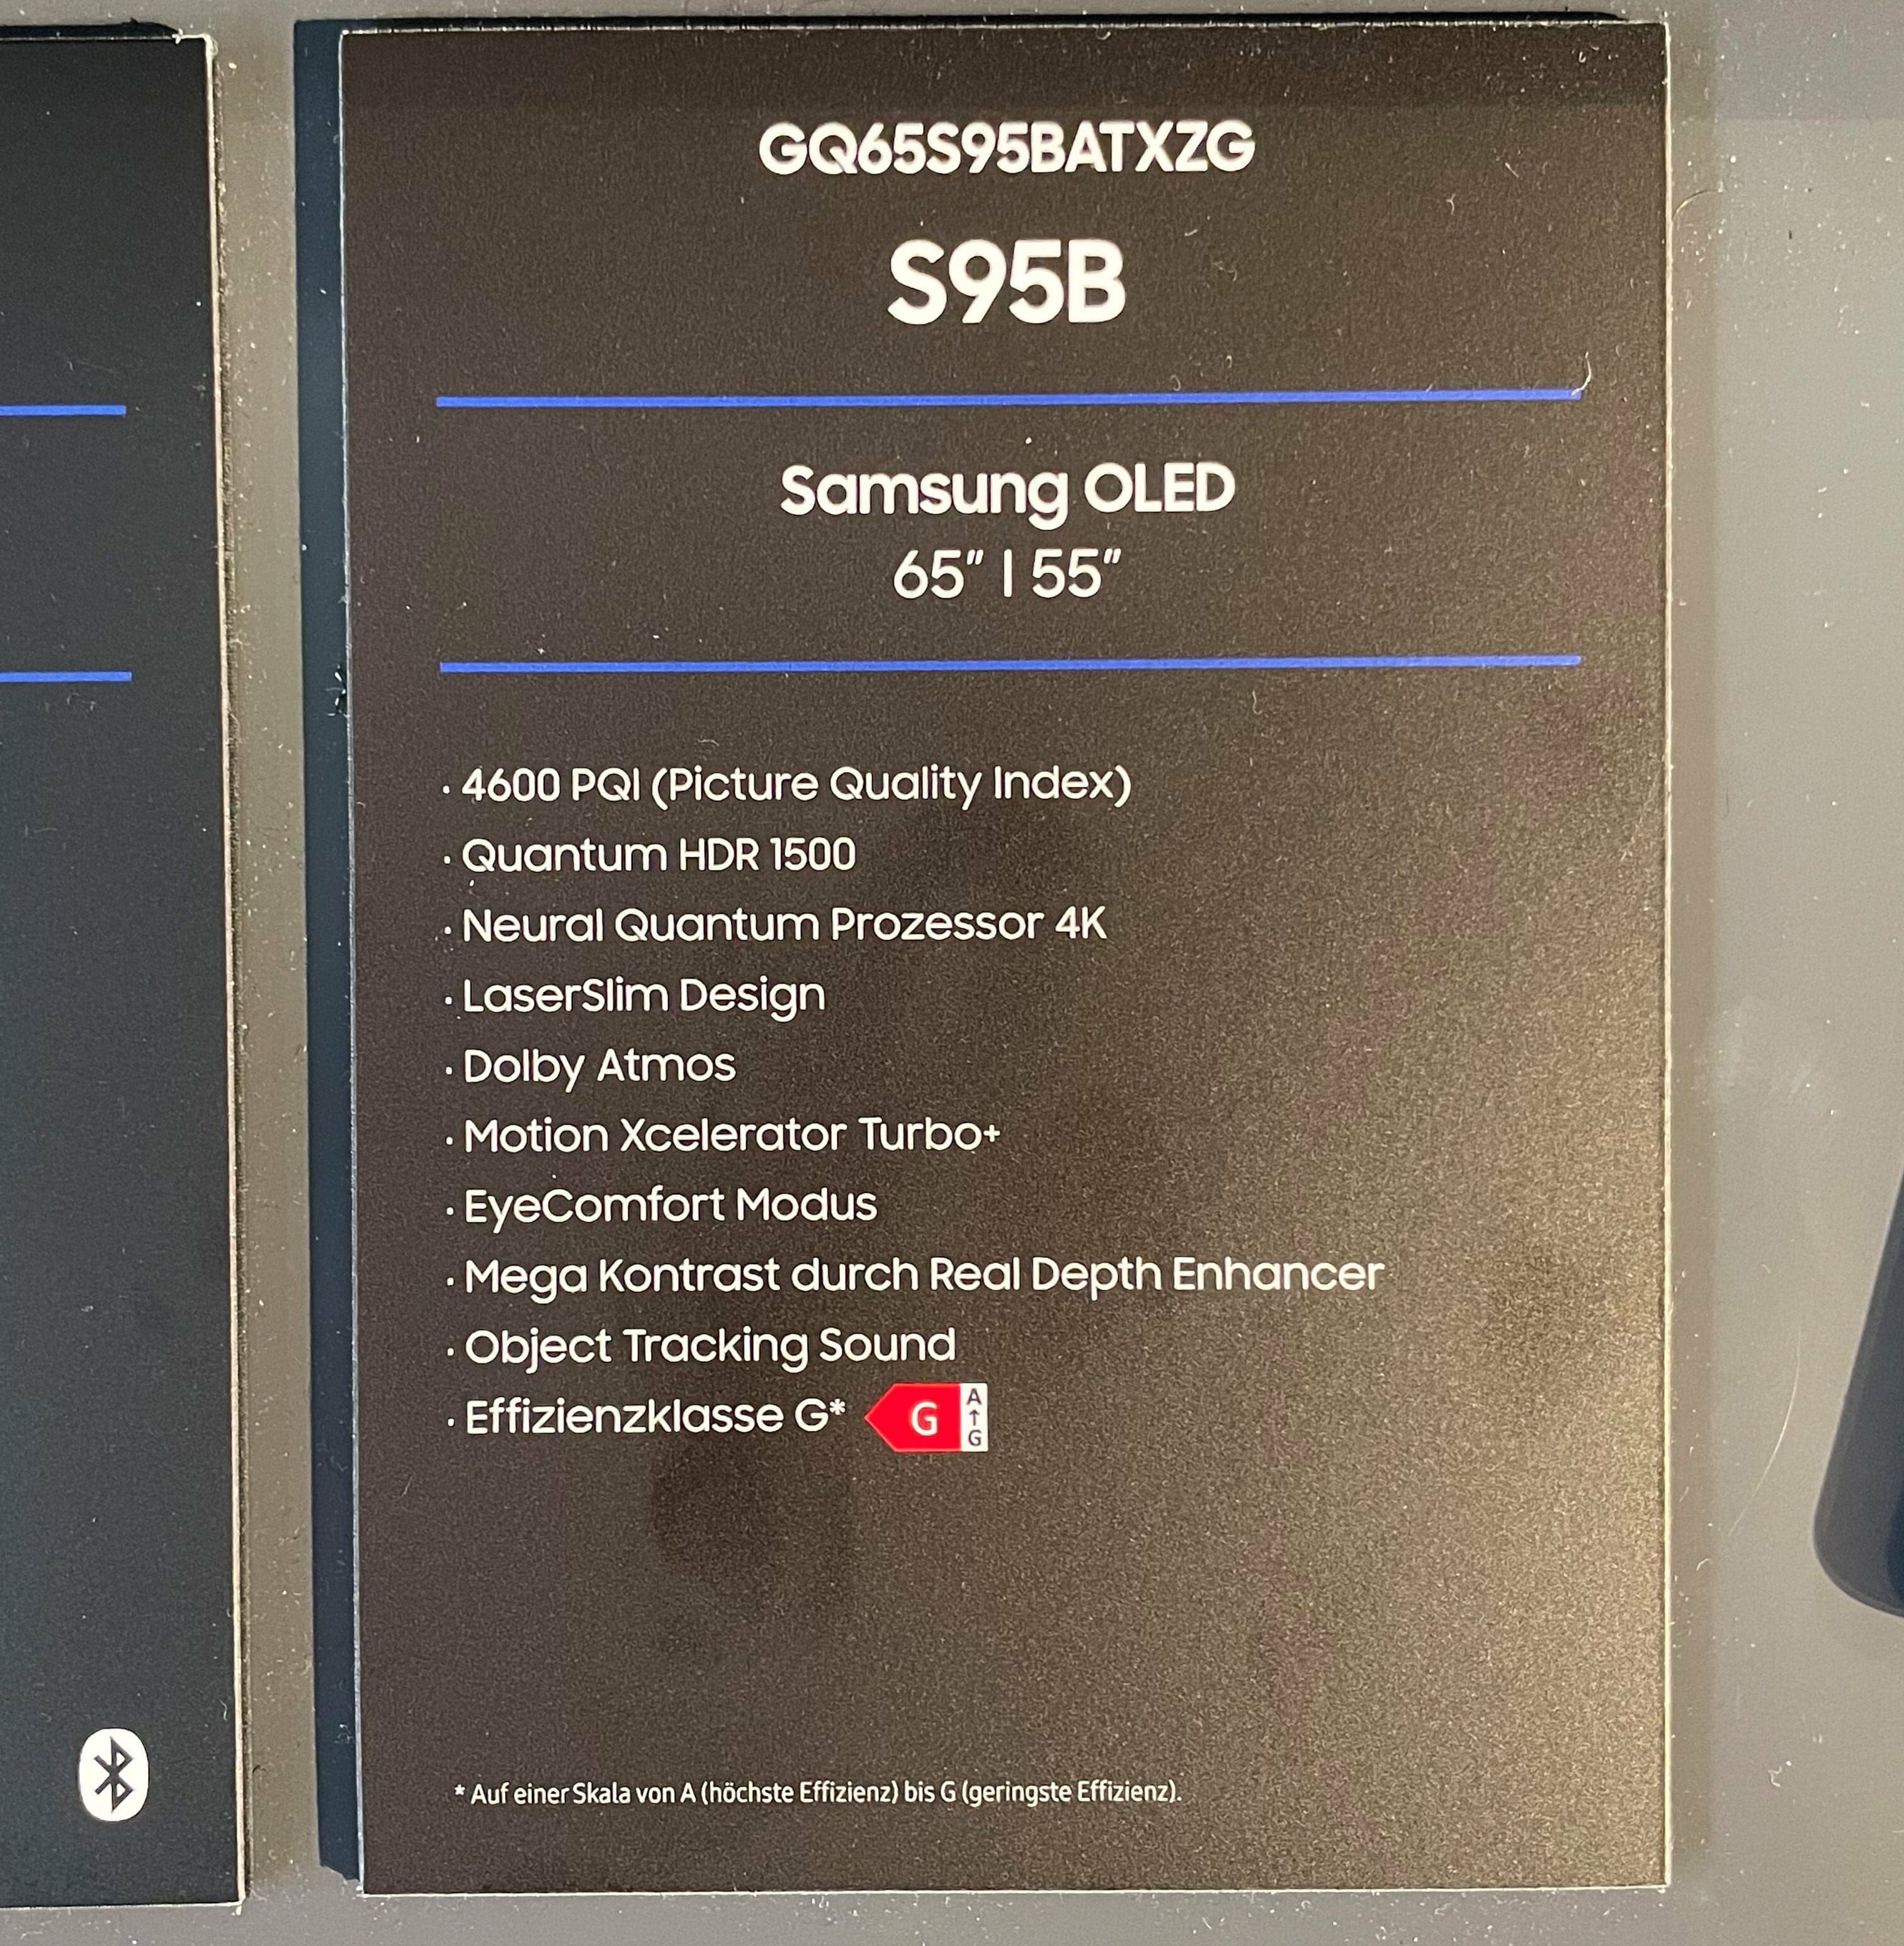 GQ65S95BATXZG
S95B
Samsung OLED
65" | 55"
· 4600 PQI (Picture Quality Index)
· Quantum HDR 1500
· Neural Quantum Prozessor 4K
· LaserSlim Design
· Dolby Atmos
· Motion Xcelerator Turbo+
· EyeComfort Modus
· Mega Kontrast durch Real Depth Enhancer
· Object Tracking Sound
· Effizienzklasse G* G A↑G
* Auf einer Skala von A (höchste Effizienz) bis G (geringste Effizienz).